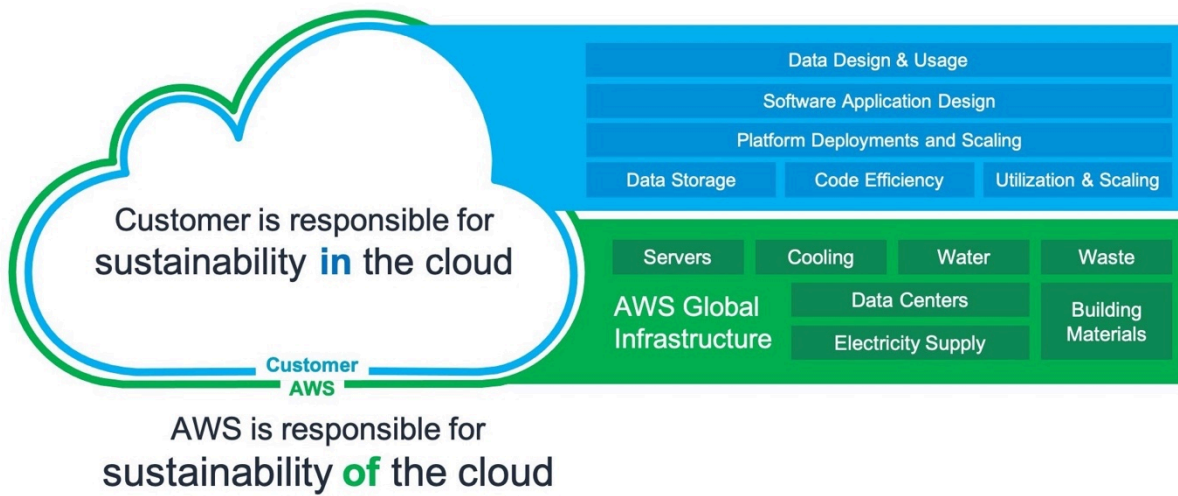 Data Design & Usage
Software Application Design
Platform Deployments and Scaling
Data Storage
Code Efficiency
Utilization & Scaling
Customer is responsible for
sustainability in the cloud
Servers
Cooling
Water
Waste
AWS Global
Infrastructure
Data Centers
Electricity Supply
Building
Materials
Customer
AWS
AWS is responsible for
sustainability of the cloud